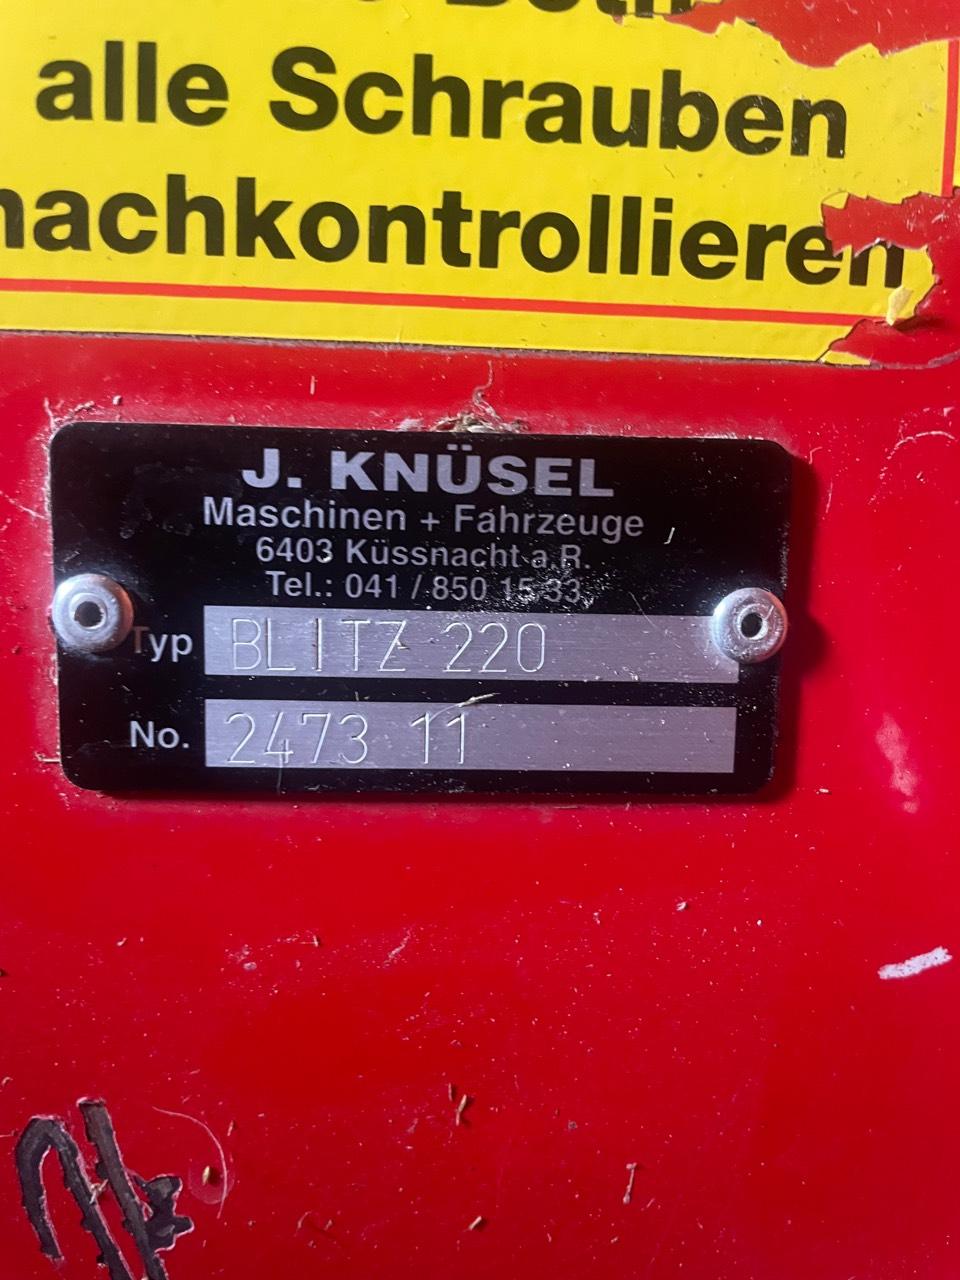 alle Schrauben
nachkontrollieren
J. KNÜSEL
Maschinen + Fahrzeuge
6403 Küssnacht a.R.
Tel.: 041 / 850 15 33
Typ BLITZ 220
No. 2473 11